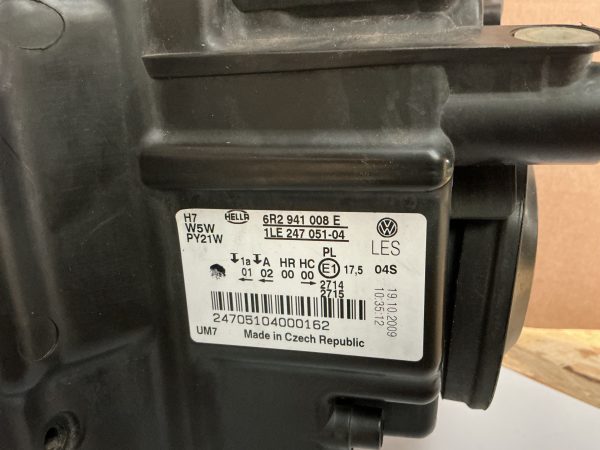 H7
W5W
PY21W
HELLA
6R2 941 008 E
1LE 247 051-04
LES
1a A HR HC PL
01 02 00 00 E1 17,5 04S
2714
2715
24705104000162
UM7 Made in Czech Republic
19.10.2009
10:35:12